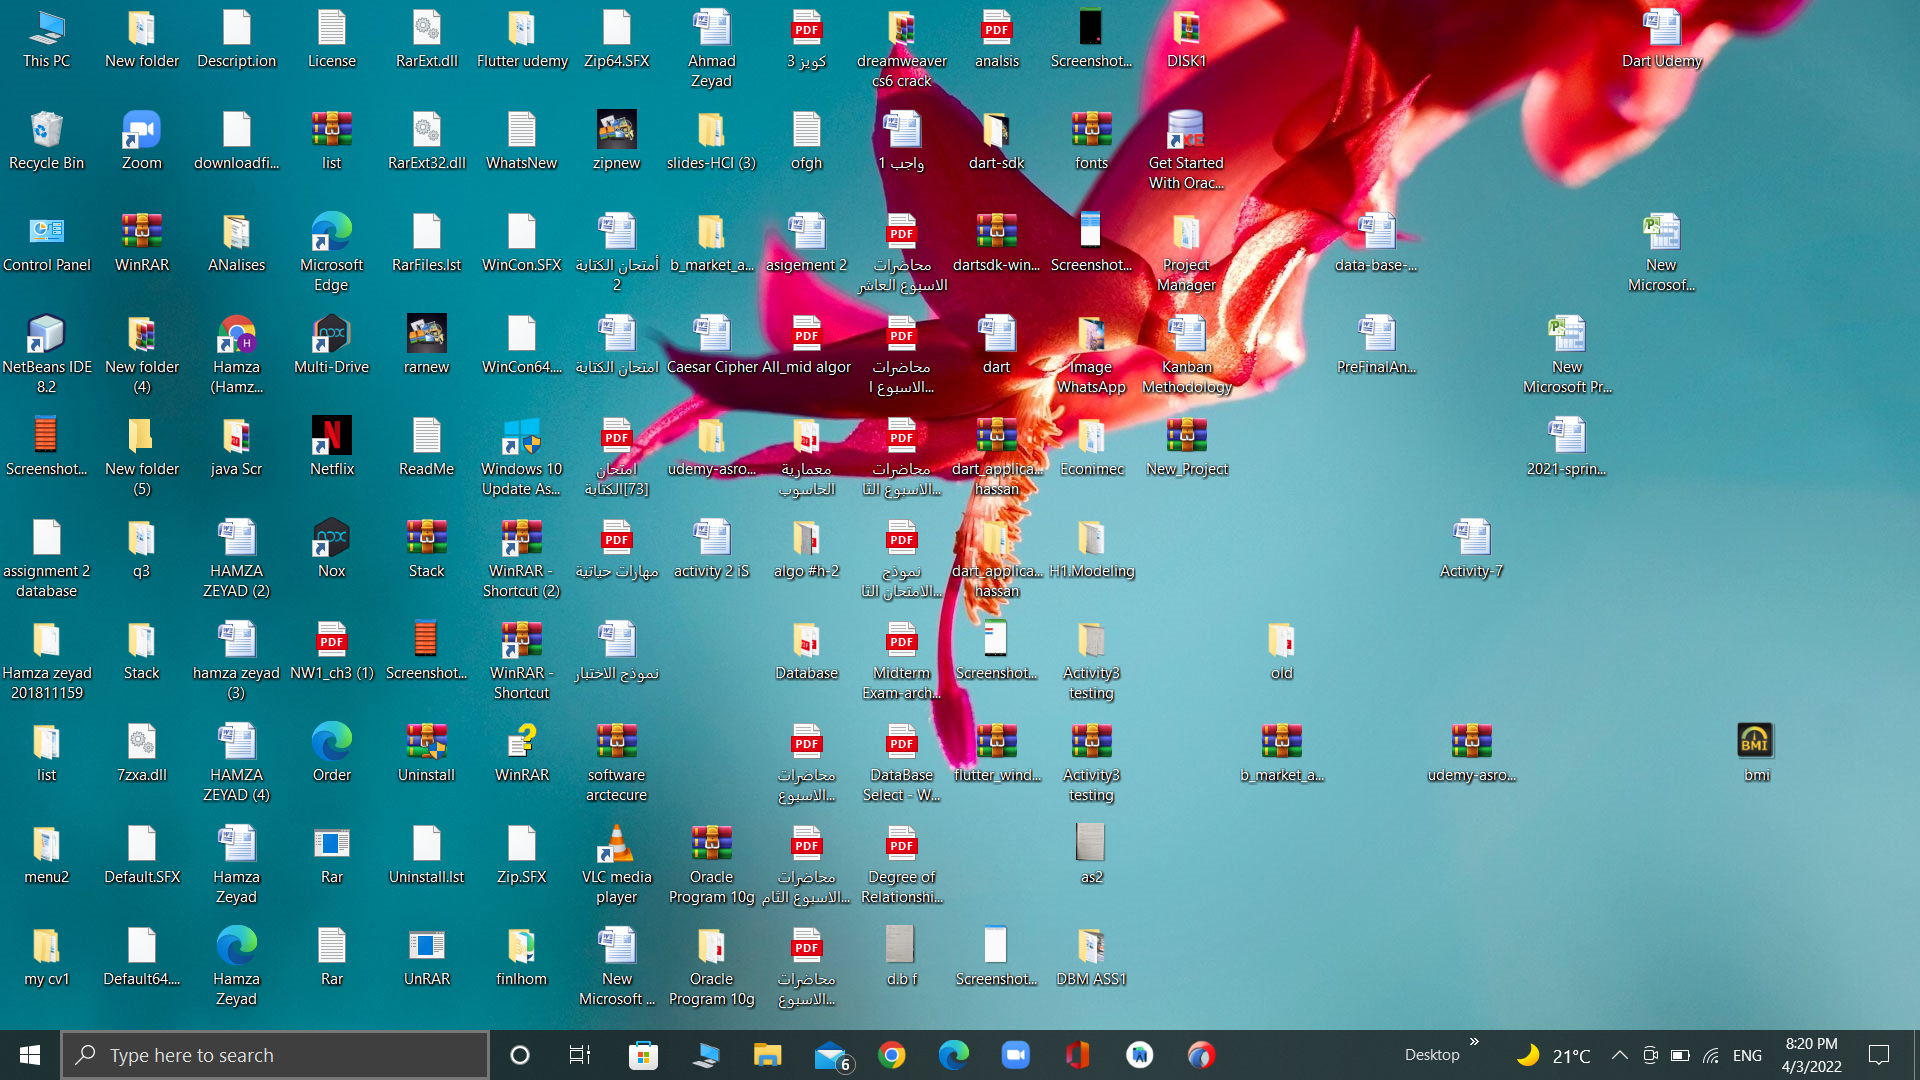 This PC
New folder
Descript.ion
License
RarExt.dll
Flutter udemy
Zip64.SFX
Ahmad
Zeyad
كويز 3
dreamweaver
cs6 crack
analsis
Screenshot...
DISK1
Dart Udemy
Recycle Bin
Zoom
downloadfi...
list
RarExt32.dll
WhatsNew
zipnew
slides-HCI (3)
ofgh
واجب 1
dart-sdk
fonts
Get Started
With Orac...
Control Panel
WinRAR
ANalises
Microsoft
Edge
RarFiles.lst
WinCon.SFX
أمتحان الكتابة
2
b_market_a...
asigement 2
محاضرات
الاسبوع العاشر
dartsdk-win...
Screenshot...
Project
Manager
data-base-...
New
Microsof...
NetBeans IDE
8.2
New folder
(4)
Hamza
(Hamz...
Multi-Drive
rarnew
WinCon64....
امتحان الكتابة
Caesar Cipher
All_mid algor
محاضرات
الاسبوع ا...
dart
Image
WhatsApp
Kanban
Methodology
PreFinalAn...
New
Microsoft Pr...
Screenshot...
New folder
(5)
java Scr
Netflix
ReadMe
Windows 10
Update As...
امتحان
الكتابة[73]
udemy-asro...
معمارية
الحاسوب
محاضرات
الاسبوع الثا...
dart_applica...
hassan
Econimec
New_Project
2021-sprin...
assignment 2
database
q3
HAMZA
ZEYAD (2)
Nox
Stack
WinRAR -
Shortcut (2)
مهارات حياتية
activity 2 iS
algo #h-2
نموذج
الامتحان الثا...
dart_applica...
hassan
H1.Modeling
Activity-7
Hamza zeyad
201811159
Stack
hamza zeyad
(3)
NW1_ch3 (1)
Screenshot...
WinRAR -
Shortcut
نموذج الاختبار
Database
Midterm
Exam-arch...
Screenshot...
Activity3
testing
old
list
7zxa.dll
HAMZA
ZEYAD (4)
Order
Uninstall
WinRAR
software
arctecure
محاضرات
الاسبوع...
DataBase
Select - W...
flutter_wind...
Activity3
testing
b_market_a...
udemy-asro...
BMI
bmi
menu2
Default.SFX
Hamza
Zeyad
Rar
Uninstall.lst
Zip.SFX
VLC media
player
Oracle
Program 10g
محاضرات
الاسبوع الثام...
Degree of
Relationshi...
as2
my cv1
Default64....
Hamza
Zeyad
Rar
UnRAR
finlhom
New
Microsoft ...
Oracle
Program 10g
محاضرات
الاسبوع...
d.b f
Screenshot...
DBM ASS1
Type here to search
6
Desktop
21°C
ENG
8:20 PM
4/3/2022